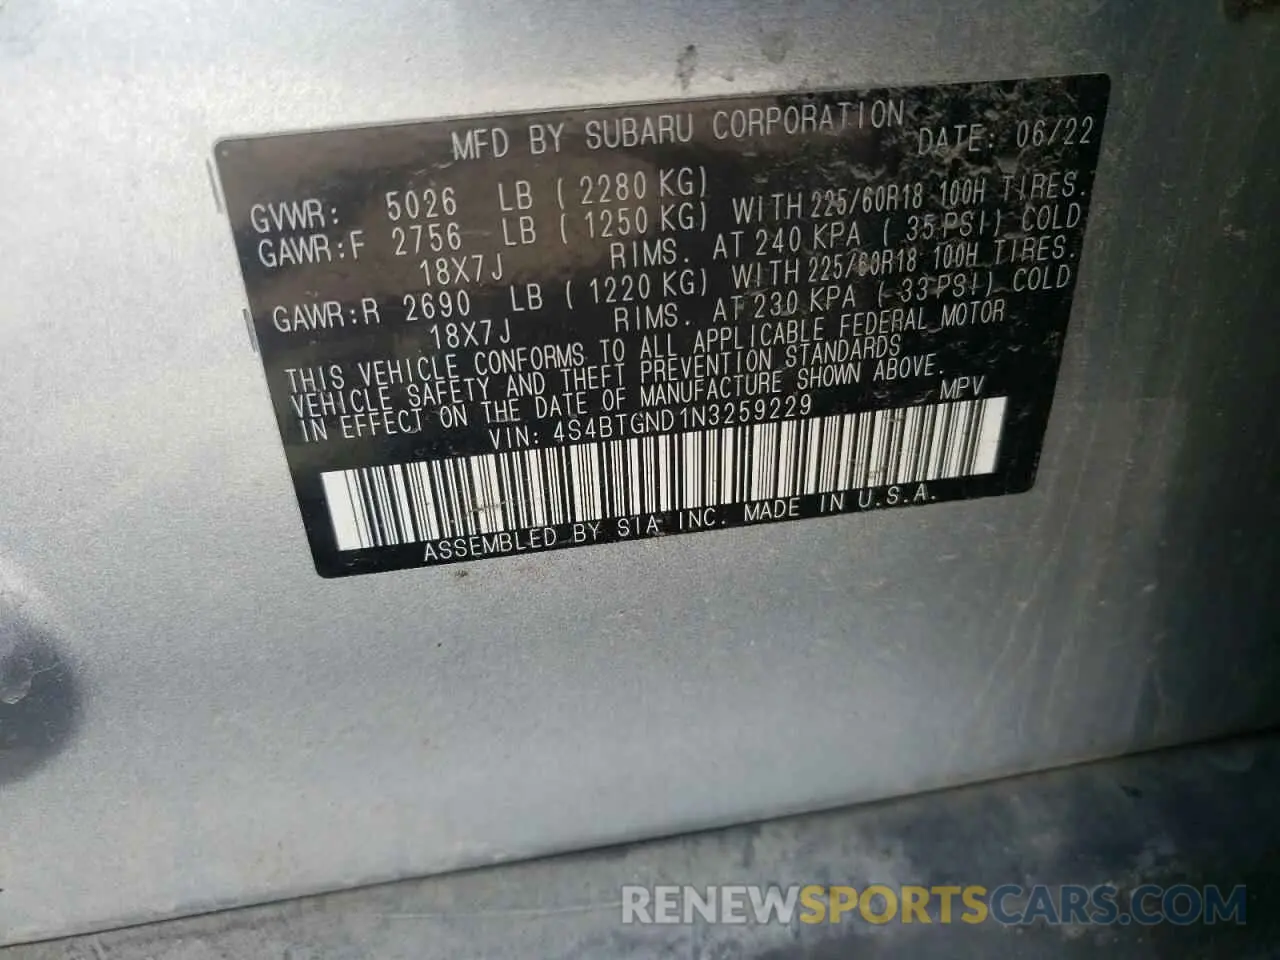 MFD BY SUBARU CORPORATION DATE: 06/22
GVWR: 5026 LB ( 2280 KG)
GAWR:F 2756 LB ( 1250 KG) WITH 225/60R18 100H TIRES.
18X7J RIMS. AT 240 KPA ( 35 PSI) COLD
GAWR:R 2690 LB ( 1220 KG) WITH 225/60R18 100H TIRES.
18X7J RIMS. AT 230 KPA ( 33 PSI) COLD
THIS VEHICLE CONFORMS TO ALL APPLICABLE FEDERAL MOTOR
VEHICLE SAFETY AND THEFT PREVENTION STANDARDS
IN EFFECT ON THE DATE OF MANUFACTURE SHOWN ABOVE.
VIN: 4S4BTGND1N3259229 MPV
ASSEMBLED BY SIA INC. MADE IN U.S.A.
RENEWSPORTSCARS.COM